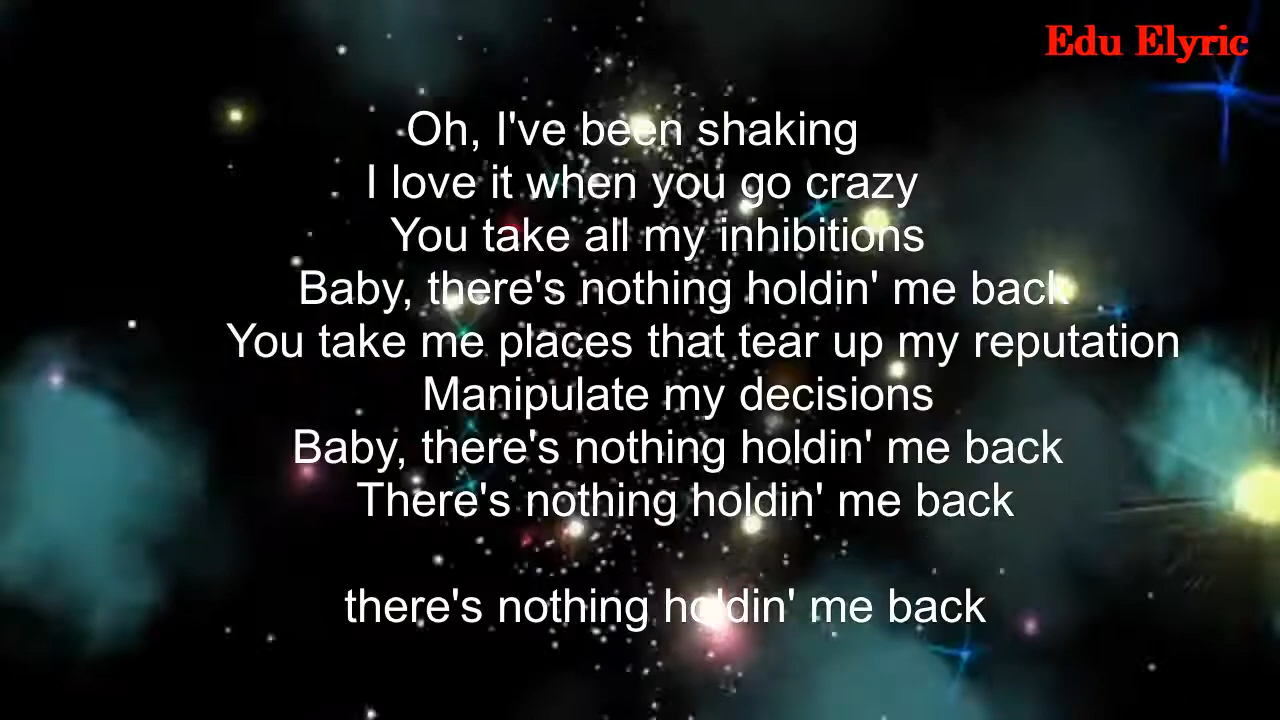 Edu Elyric
Oh, I've been shaking
I love it when you go crazy
You take all my inhibitions
Baby, there's nothing holdin' me back
You take me places that tear up my reputation
Manipulate my decisions
Baby, there's nothing holdin' me back
There's nothing holdin' me back
there's nothing holdin' me back